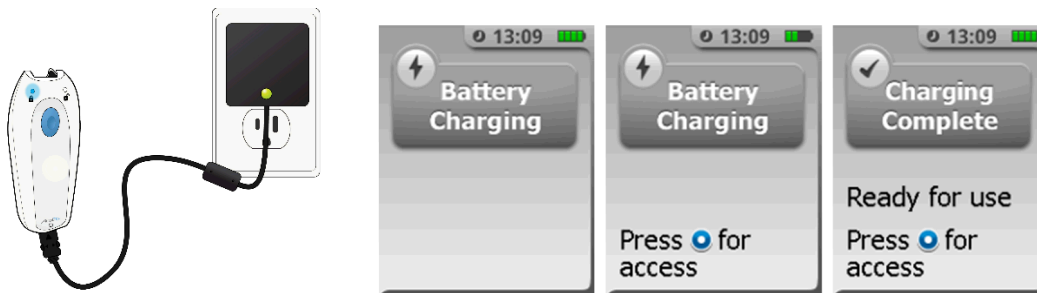 13:09
Battery
Charging
13:09
Battery
Charging
Press for
access
13:09
Charging
Complete
Ready for use
Press for
access